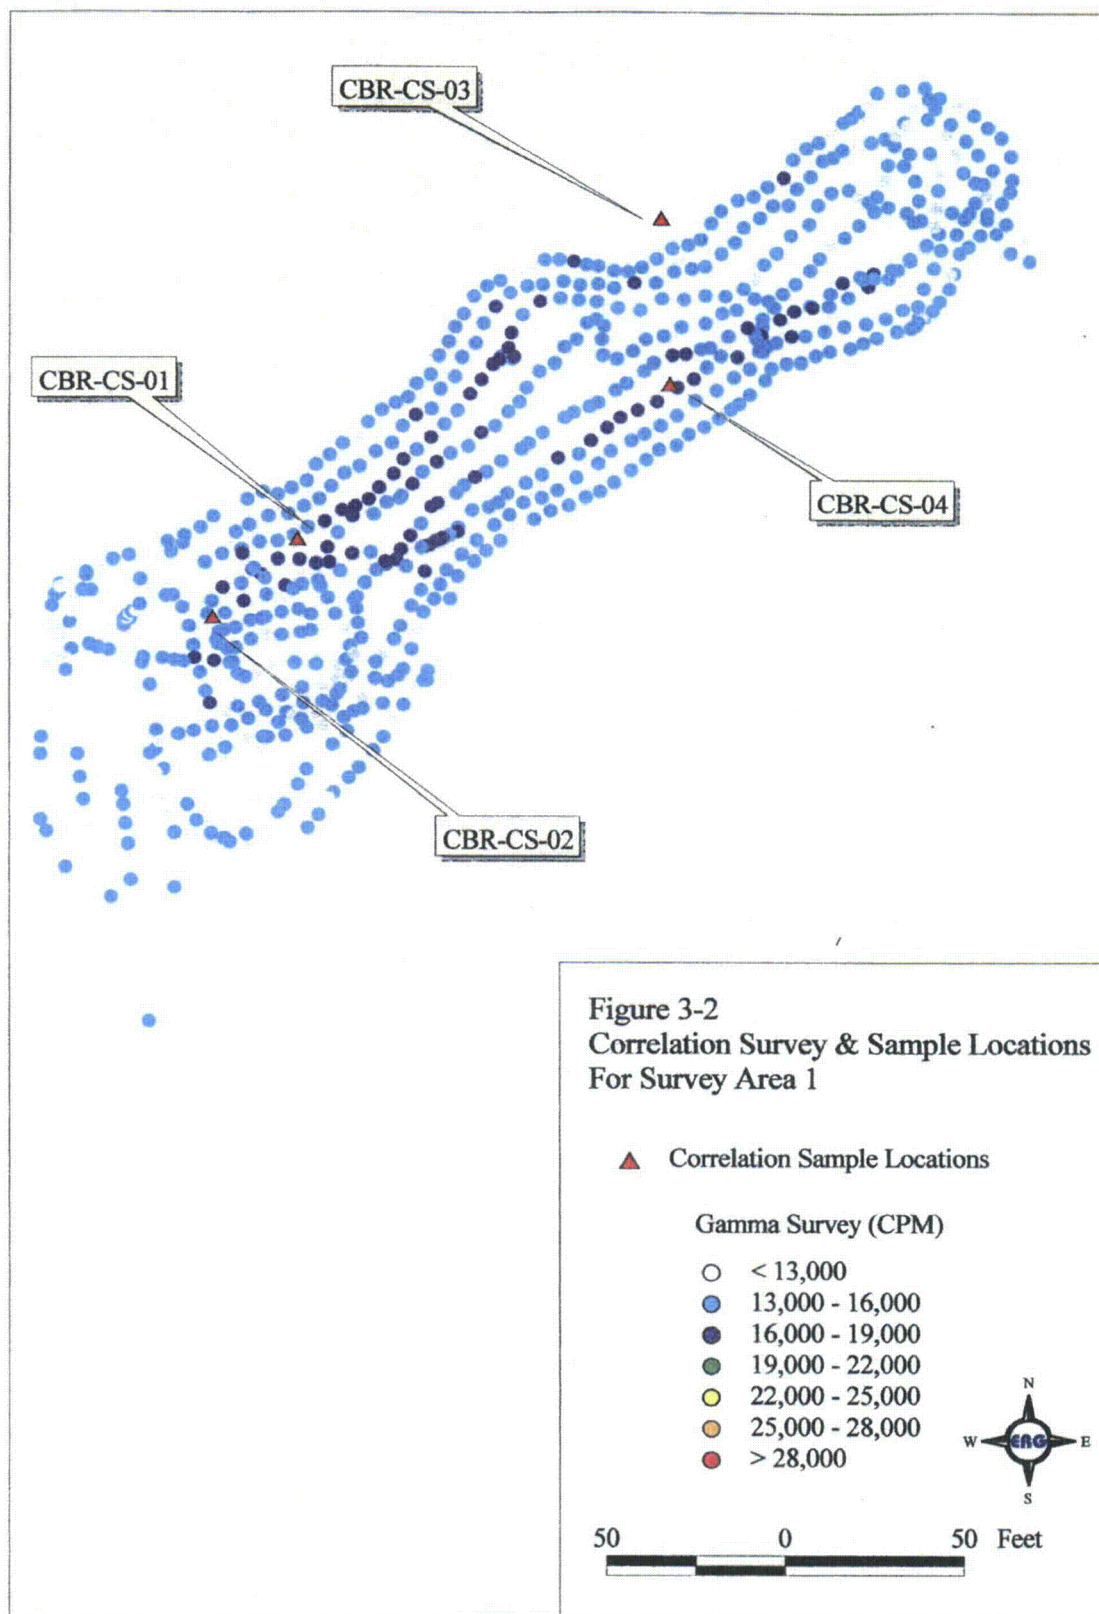 CBR-CS-03
CBR-CS-01
CBR-CS-04
CBR-CS-02
Figure 3-2
Correlation Survey & Sample Locations
For Survey Area 1
Correlation Sample Locations
Gamma Survey (CPM)
< 13,000
13,000 - 16,000
16,000 - 19,000
19,000 - 22,000
22,000 - 25,000
25,000 - 28,000
> 28,000
N
W ERG E
S
50 0 50 Feet